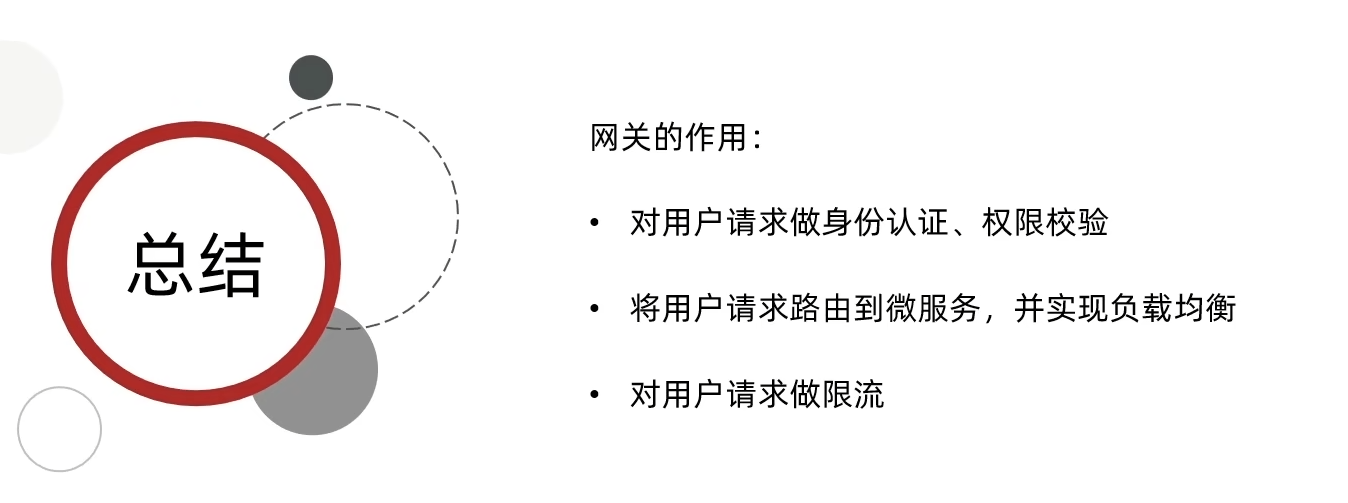 总结
网关的作用：
• 对用户请求做身份认证、权限校验
• 将用户请求路由到微服务，并实现负载均衡
• 对用户请求做限流